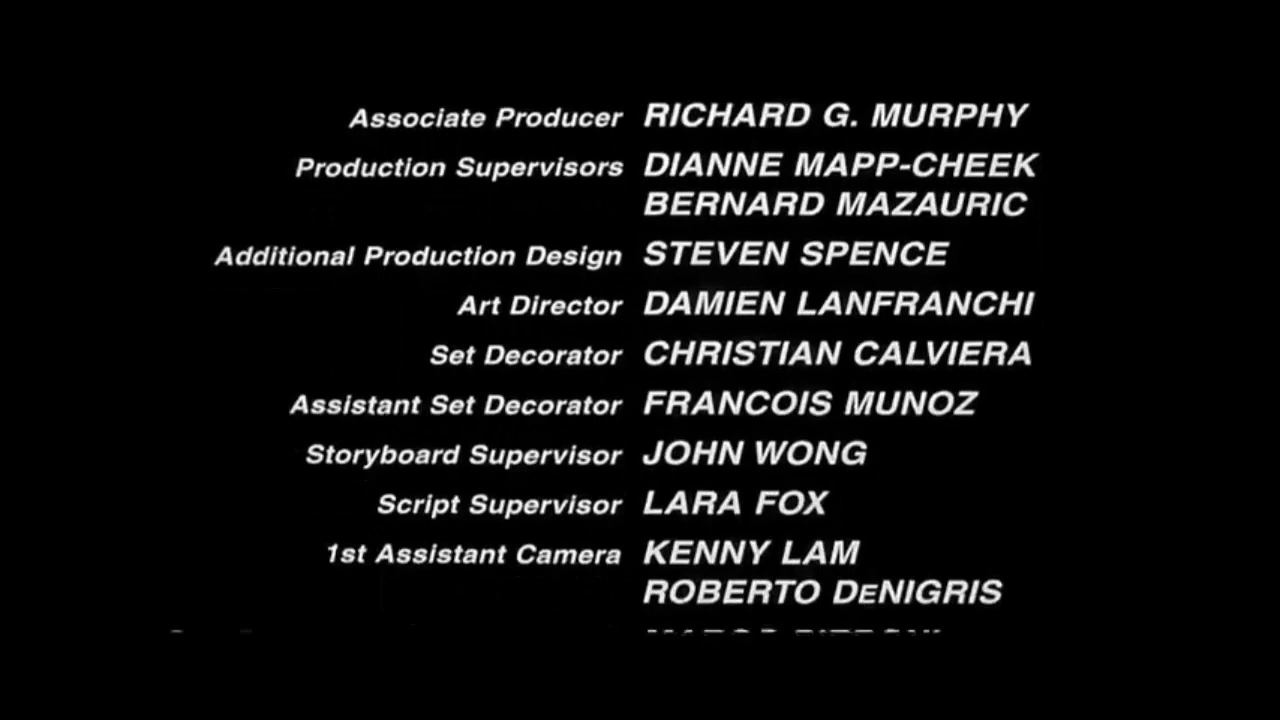 Associate Producer RICHARD G. MURPHY
Production Supervisors DIANNE MAPP-CHEEK
BERNARD MAZAURIC
Additional Production Design STEVEN SPENCE
Art Director DAMIEN LANFRANCHI
Set Decorator CHRISTIAN CALVIERA
Assistant Set Decorator FRANCOIS MUNOZ
Storyboard Supervisor JOHN WONG
Script Supervisor LARA FOX
1st Assistant Camera KENNY LAM
ROBERTO DENIGRIS